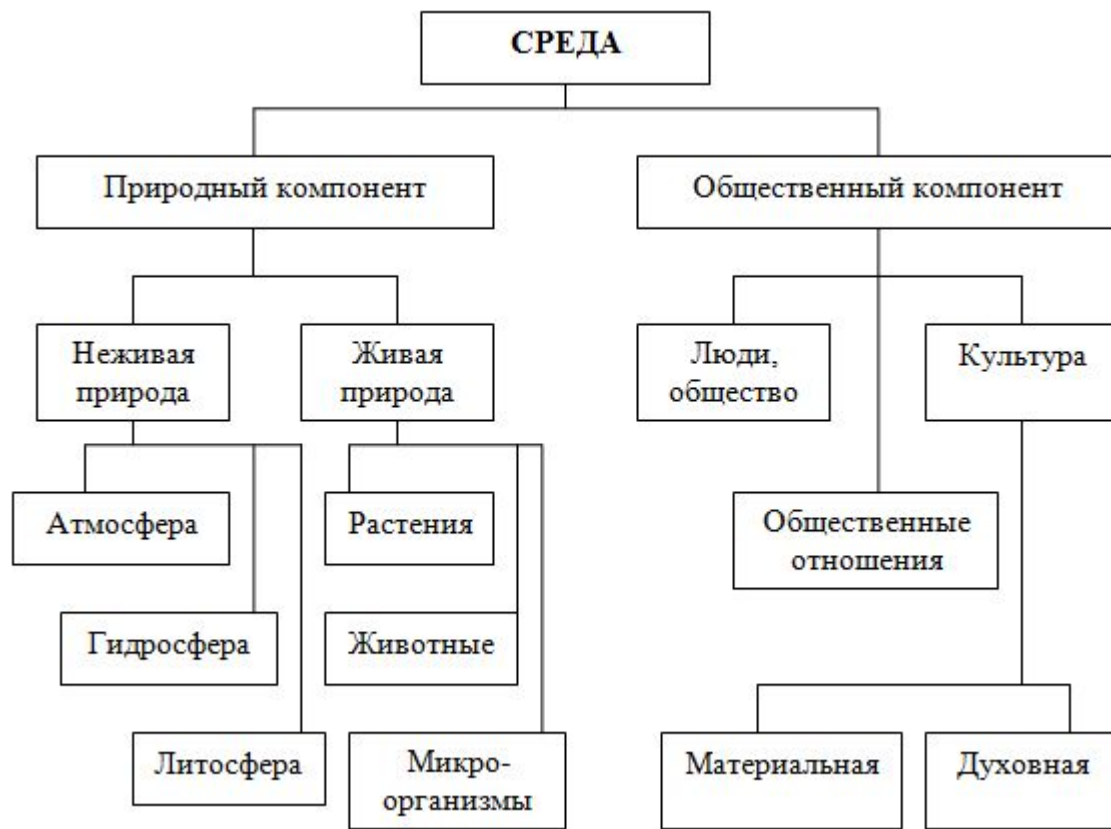 СРЕДА
Природный компонент
Общественный компонент
Неживая
природа
Живая
природа
Люди,
общество
Культура
Атмосфера
Растения
Общественные
отношения
Гидросфера
Животные
Литосфера
Микро-
организмы
Материальная
Духовная